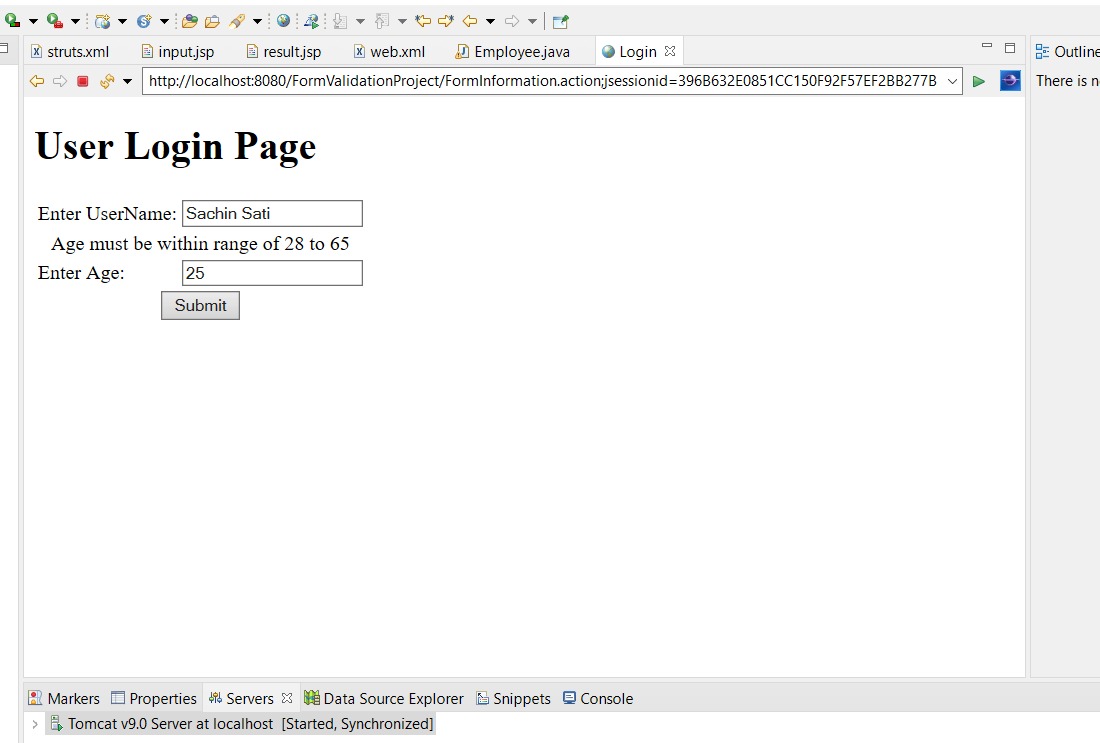 struts.xml input.jsp result.jsp web.xml Employee.java Login Outline
http://localhost:8080/FormValidationProject/FormInformation.action;jsessionid=396B632E0851CC150F92F57EF2BB277B There is n
User Login Page
Enter UserName: Sachin Sati
Age must be within range of 28 to 65
Enter Age: 25
Submit
Markers Properties Servers Data Source Explorer Snippets Console
Tomcat v9.0 Server at localhost [Started, Synchronized]